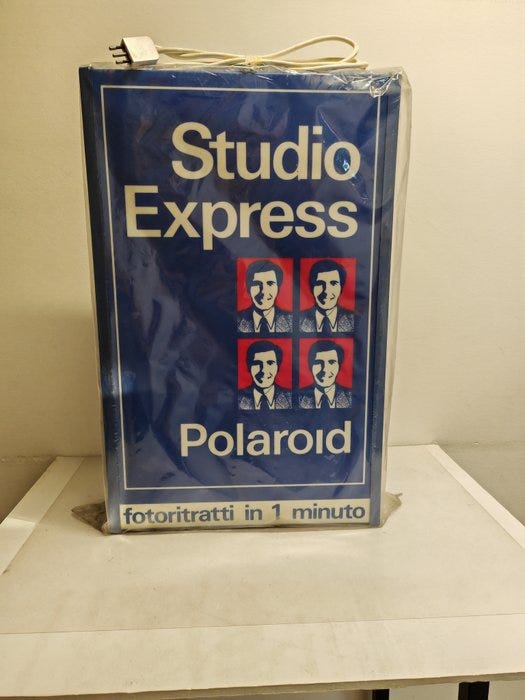 Studio
Express
Polaroid
fotoritratti in 1 minuto